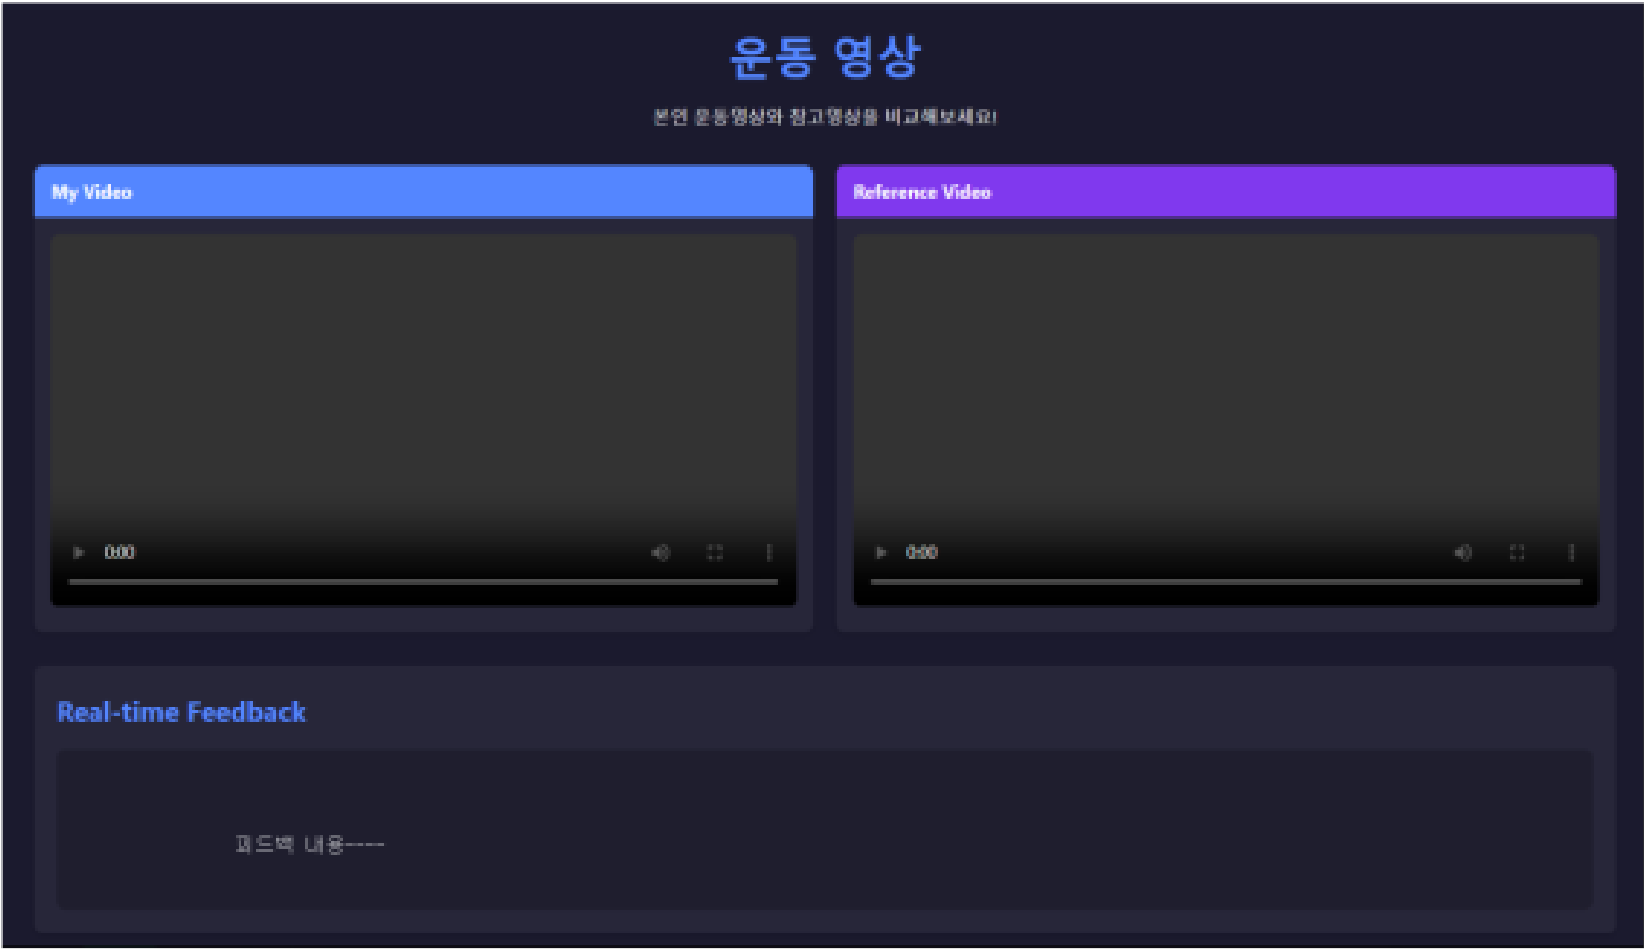 운동 영상
본인 운동영상와 참고영상을 비교해보세요!
My Video
Reference Video
0:00
0:00
Real-time Feedback
피드백 내용----